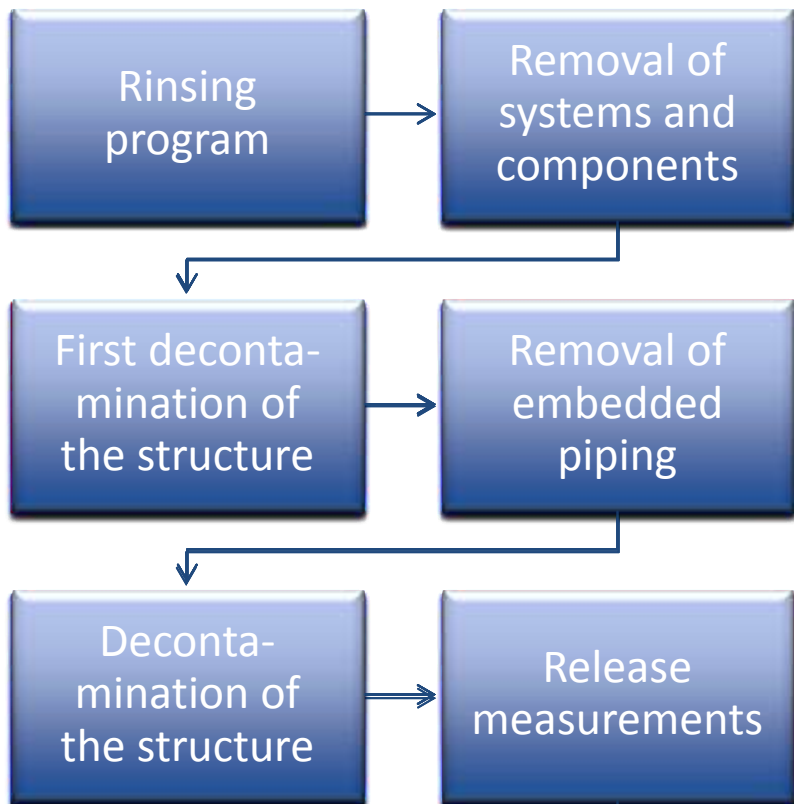 Rinsing
program
Removal of
systems and
components
First deconta-
mination of
the structure
Removal of
embedded
piping
Deconta-
mination of
the structure
Release
measurements